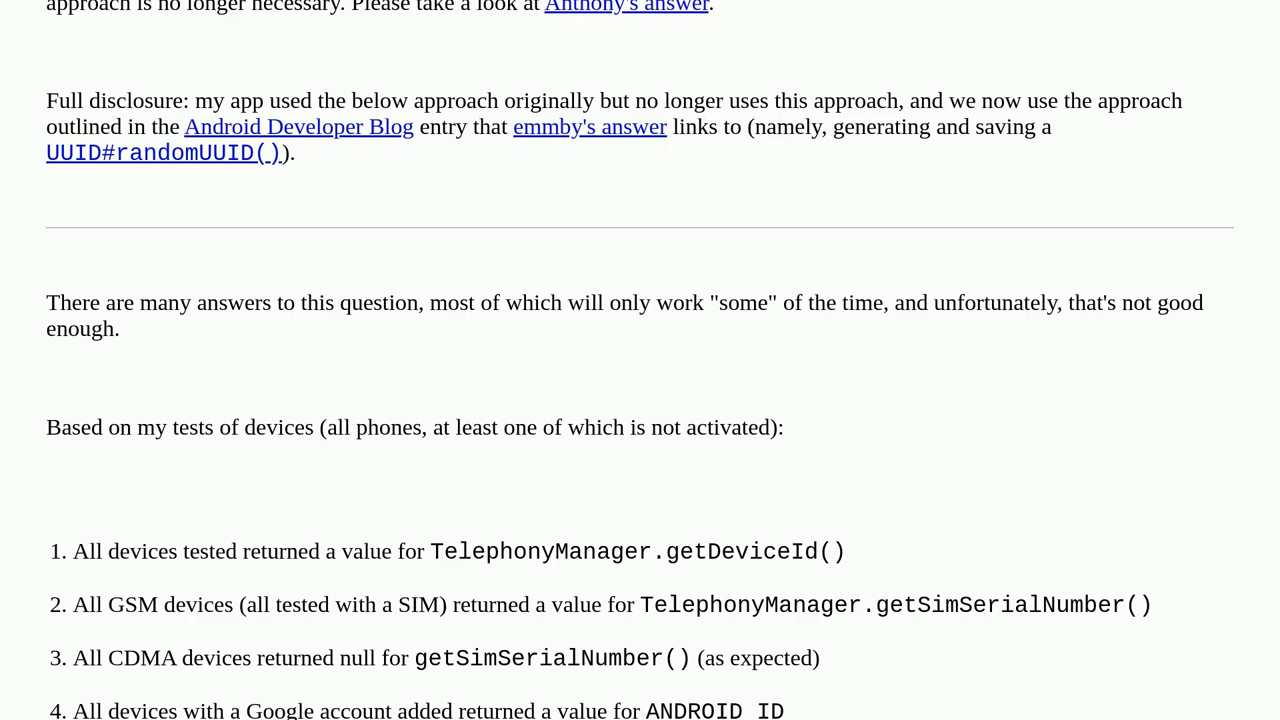 approach is no longer necessary. Please take a look at Anthony's answer.
Full disclosure: my app used the below approach originally but no longer uses this approach, and we now use the approach
outlined in the Android Developer Blog entry that emmby's answer links to (namely, generating and saving a
UUID#randomUUID()).
There are many answers to this question, most of which will only work "some" of the time, and unfortunately, that's not good
enough.
Based on my tests of devices (all phones, at least one of which is not activated):
1. All devices tested returned a value for TelephonyManager.getDeviceId()
2. All GSM devices (all tested with a SIM) returned a value for TelephonyManager.getSimSerialNumber()
3. All CDMA devices returned null for getSimSerialNumber() (as expected)
4. All devices with a Google account added returned a value for ANDROID_ID